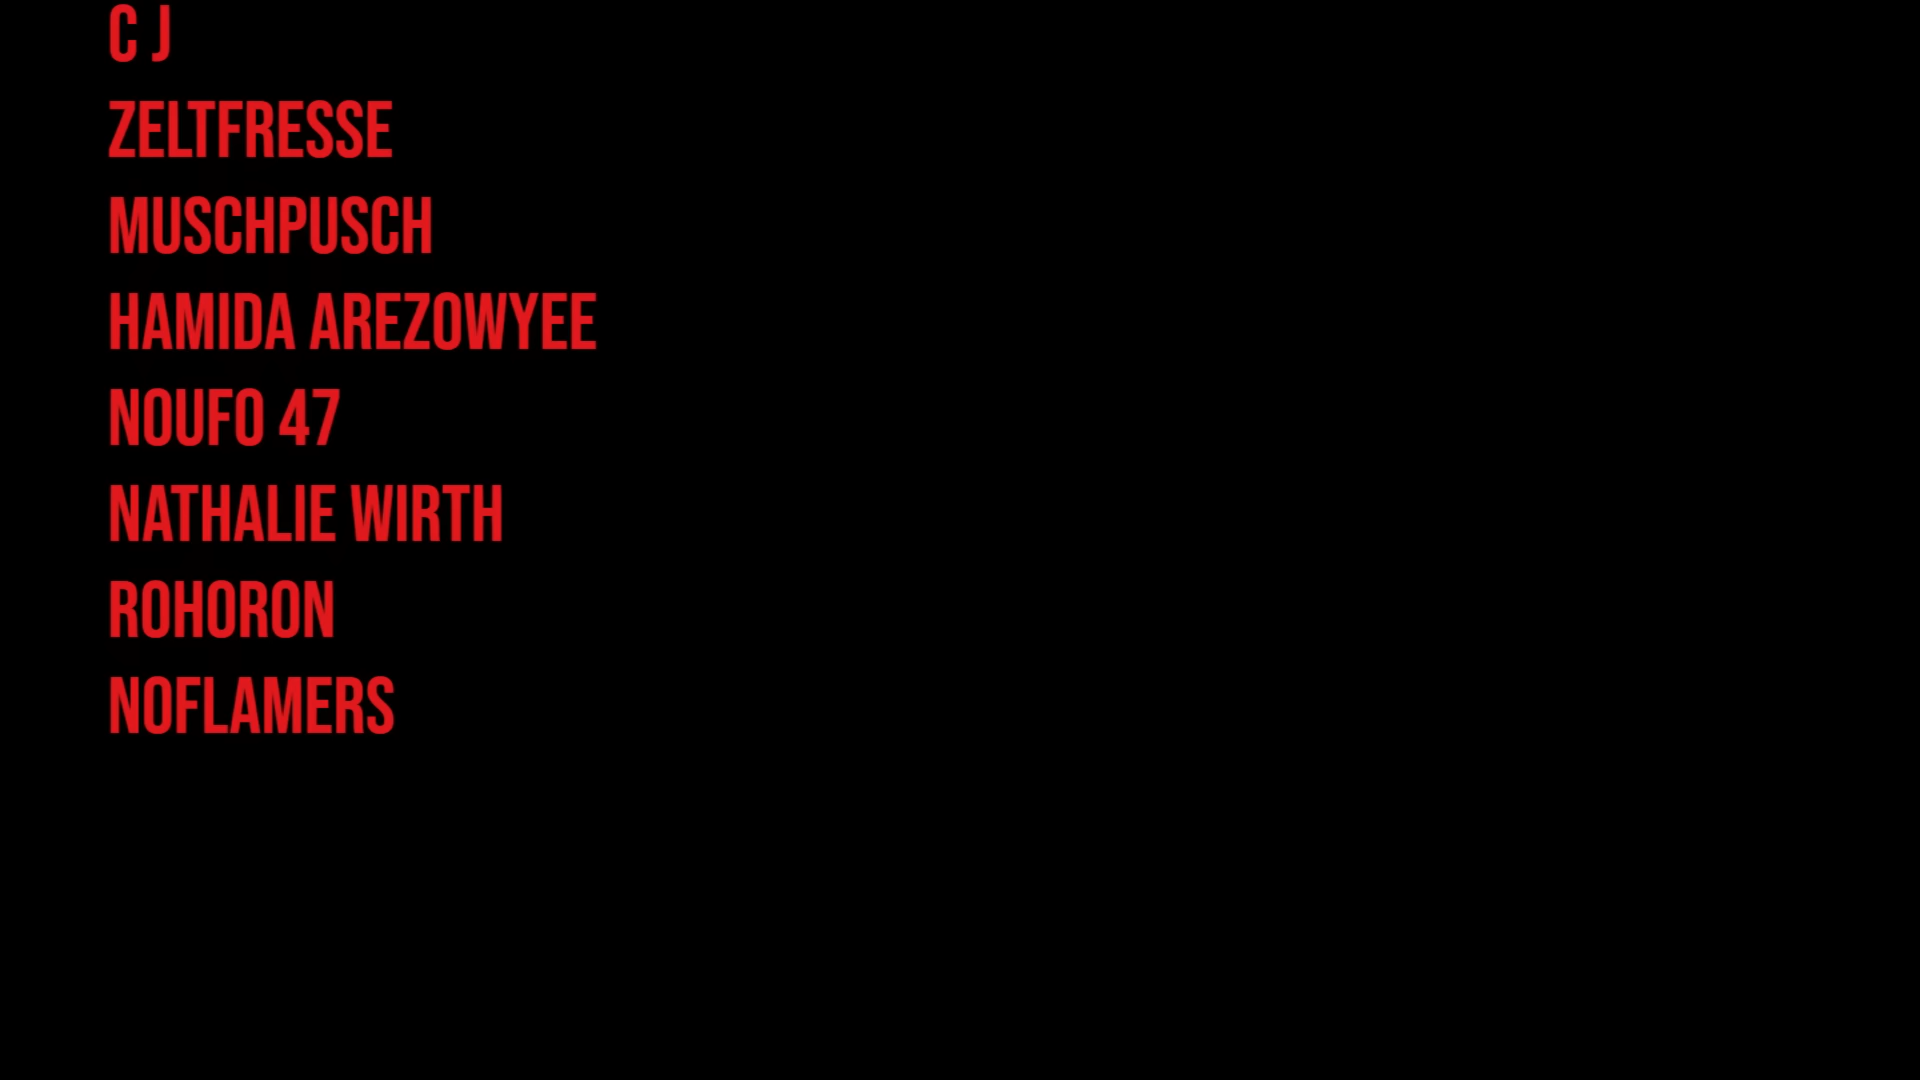 C J
ZELTFRESSE
MUSCHPUSCH
HAMIDA AREZOWYEE
NOUFO 47
NATHALIE WIRTH
ROHORON
NOFLAMERS